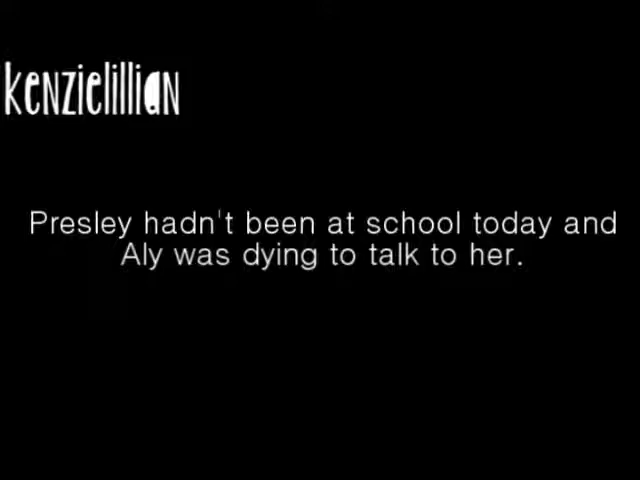 kenzielillian
Presley hadn't been at school today and
Aly was dying to talk to her.